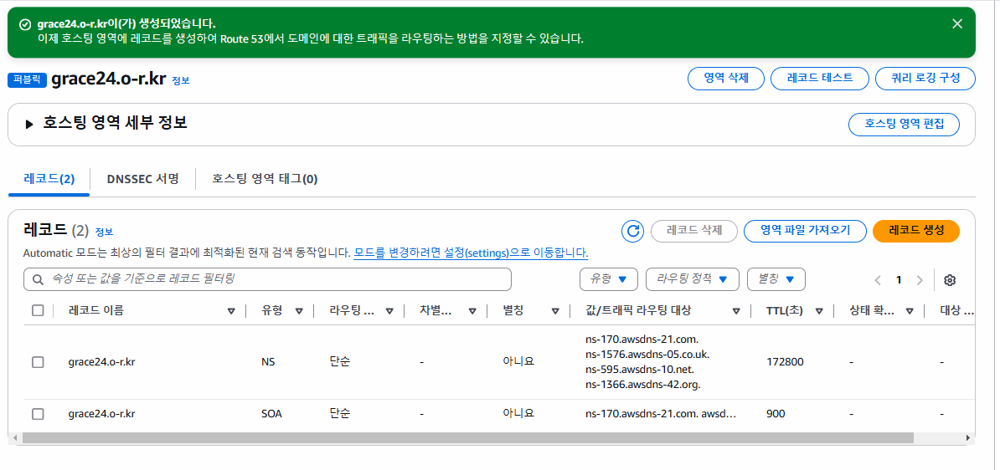 grace24.o-r.kr이(가) 생성되었습니다.
이제 호스팅 영역에 레코드를 생성하여 Route 53에서 도메인에 대한 트래픽을 라우팅하는 방법을 지정할 수 있습니다.
퍼블릭 grace24.o-r.kr 정보
영역 삭제 레코드 테스트 쿼리 로깅 구성
호스팅 영역 세부 정보
호스팅 영역 편집
레코드(2) DNSSEC 서명 호스팅 영역 태그(0)
레코드 (2) 정보
레코드 삭제 영역 파일 가져오기 레코드 생성
Automatic 모드는 최상의 필터 결과에 최적화된 현재 검색 동작입니다. 모드를 변경하려면 설정(settings)으로 이동합니다.
속성 또는 값을 기준으로 레코드 필터링
유형 라우팅 정책 별칭
1
레코드 이름 유형 라우팅 ... 차별... 별칭 값/트래픽 라우팅 대상 TTL(초) 상태 확... 대상 ...
grace24.o-r.kr NS 단순 - 아니요
ns-170.awsdns-21.com.
ns-1576.awsdns-05.co.uk.
ns-595.awsdns-10.net.
ns-1366.awsdns-42.org.
172800 - -
grace24.o-r.kr SOA 단순 - 아니요 ns-170.awsdns-21.com. awsd... 900 - -